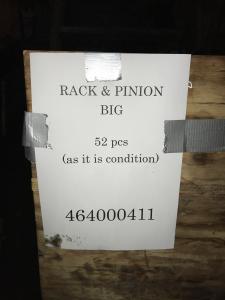 RACK & PINION
BIG
52 pcs
(as it is condition)
464000411